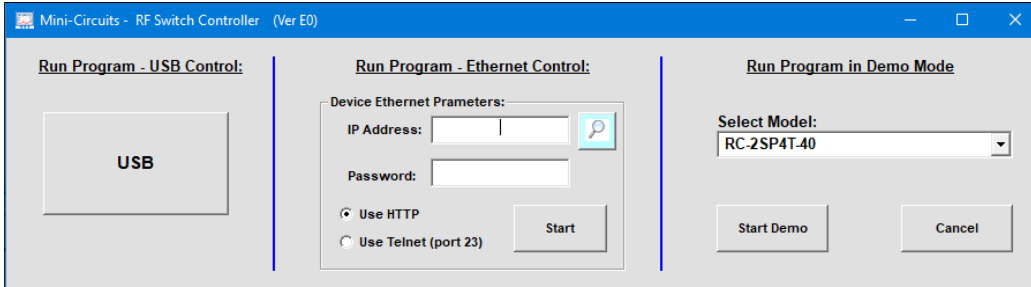 Mini-Circuits - RF Switch Controller (Ver E0)
Run Program - USB Control:
USB
Run Program - Ethernet Control:
Device Ethernet Prameters:
IP Address:
Password:
Use HTTP
Use Telnet (port 23)
Start
Run Program in Demo Mode
Select Model:
RC-2SP4T-40
Start Demo
Cancel